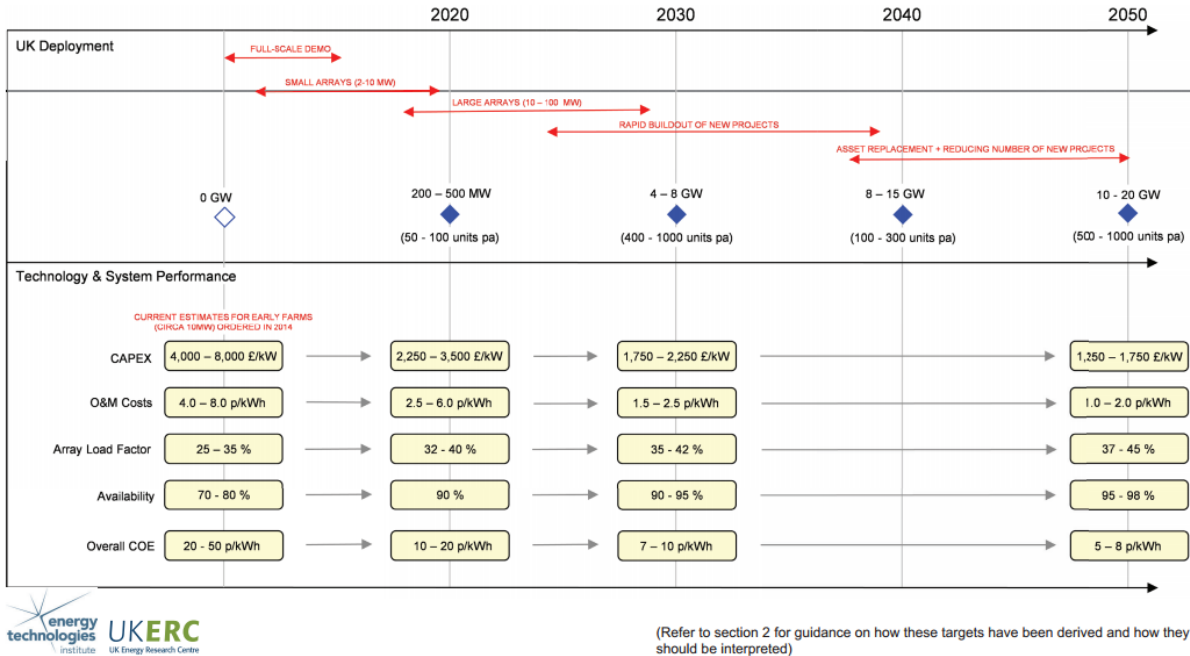 2020 2030 2040 2050
UK Deployment
FULL-SCALE DEMO
SMALL ARRAYS (2-10 MW)
LARGE ARRAYS (10 – 100 MW)
RAPID BUILDOUT OF NEW PROJECTS
ASSET REPLACEMENT + REDUCING NUMBER OF NEW PROJECTS
0 GW 200 – 500 MW 4 – 8 GW 8 – 15 GW 10 - 20 GW
(50 - 100 units pa) (400 - 1000 units pa) (100 - 300 units pa) (500 - 1000 units pa)
Technology & System Performance
CURRENT ESTIMATES FOR EARLY FARMS
(CIRCA 10MW) ORDERED IN 2014
CAPEX 4,000 – 8,000 £/kW 2,250 – 3,500 £/kW 1,750 – 2,250 £/kW 1,250 – 1,750 £/kW
O&M Costs 4.0 – 8.0 p/kWh 2.5 – 6.0 p/kWh 1.5 – 2.5 p/kWh 1.0 – 2.0 p/kWh
Array Load Factor 25 – 35 % 32 - 40 % 35 - 42 % 37 - 45 %
Availability 70 - 80 % 90 % 90 - 95 % 95 - 98 %
Overall COE 20 - 50 p/kWh 10 – 20 p/kWh 7 – 10 p/kWh 5 – 8 p/kWh
energy
technologies
institute
UKERC
UK Energy Research Centre
(Refer to section 2 for guidance on how these targets have been derived and how they
should be interpreted)